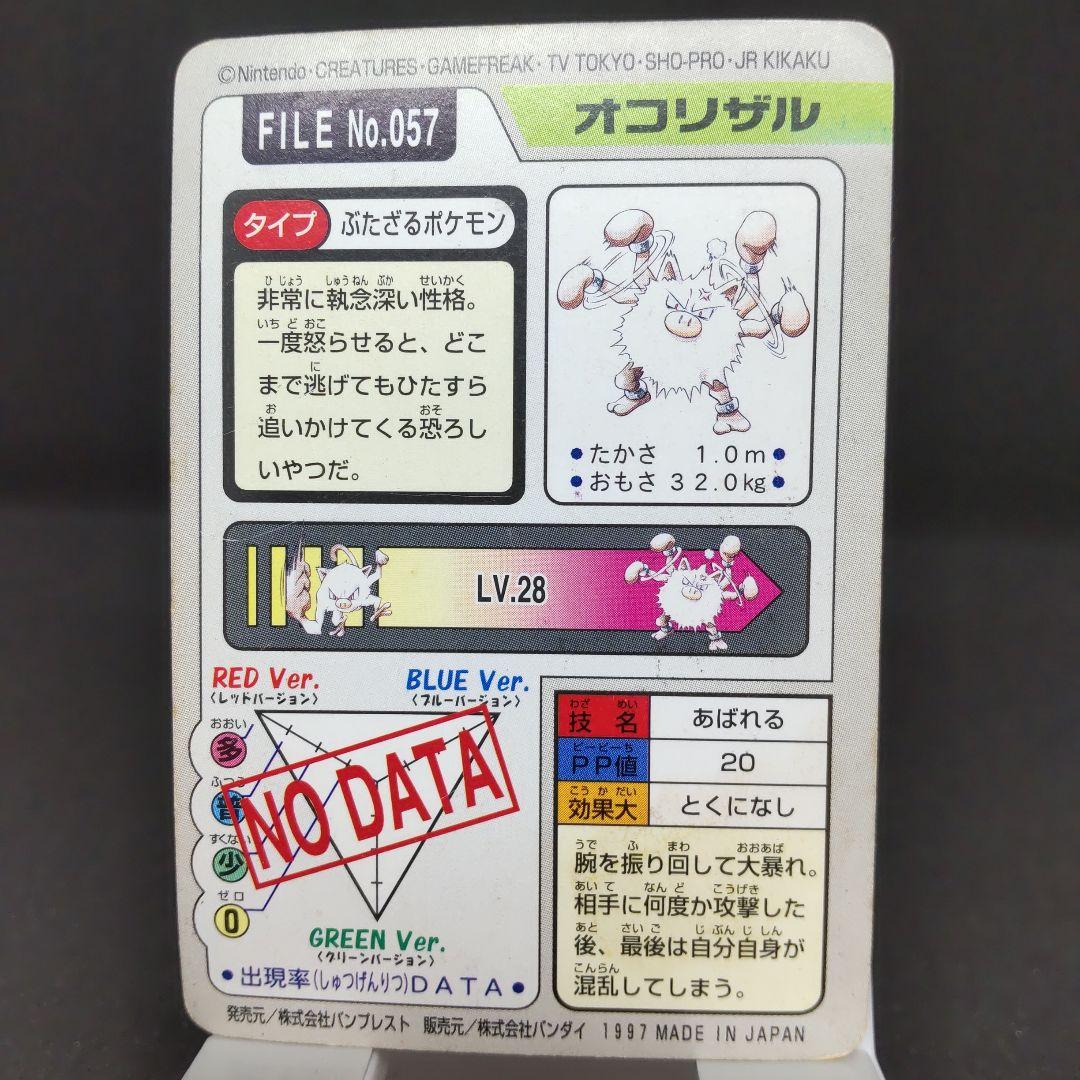 ©Nintendo・CREATURES・GAMEFREAK・TV TOKYO・SHO-PRO・JR KIKAKU
FILE No.057
オコリザル
タイプ
ぶたざるポケモン
ひじょう しゅうねん ぶか せいかく
非常に執念深い性格。
いちど おこ
一度怒らせると、どこ
に
まで逃げてもひたすら
お おそ
追いかけてくる恐ろし
いやつだ。
●たかさ 1.0m●
●おもさ 32.0kg●
LV.28
RED Ver.
〈レッドバージョン〉
BLUE Ver.
〈ブルーバージョン〉
おおい
多
ふつう
普
すくない
少
ゼロ
0
NO DATA
GREEN Ver.
〈グリーンバージョン〉
●出現率(しゅつげんりつ)DATA●
わざ めい
技名
あばれる
ピーピーち
PP値
20
こうかだい
効果大
とくになし
うで ふ まわ おおあば
腕を振り回して大暴れ。
あいて なんど こうげき
相手に何度か攻撃した
あと さいご じぶんじしん
後、最後は自分自身が
こんらん
混乱してしまう。
発売元／株式会社バンプレスト 販売元／株式会社バンダイ 1997 MADE IN JAPAN